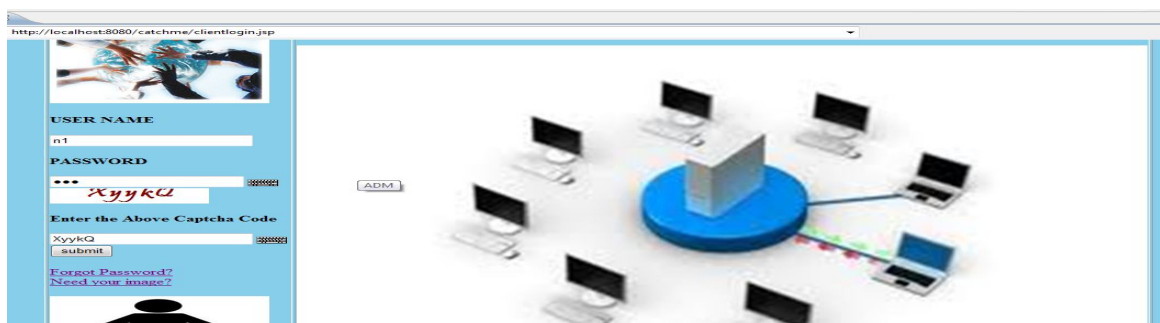 http://localhost:8080/catchme/clientlogin.jsp
USER NAME
n1
PASSWORD
•••
XyykQ
ADM
Enter the Above Captcha Code
XyykQ
submit
Forgot Password?
Need your image?